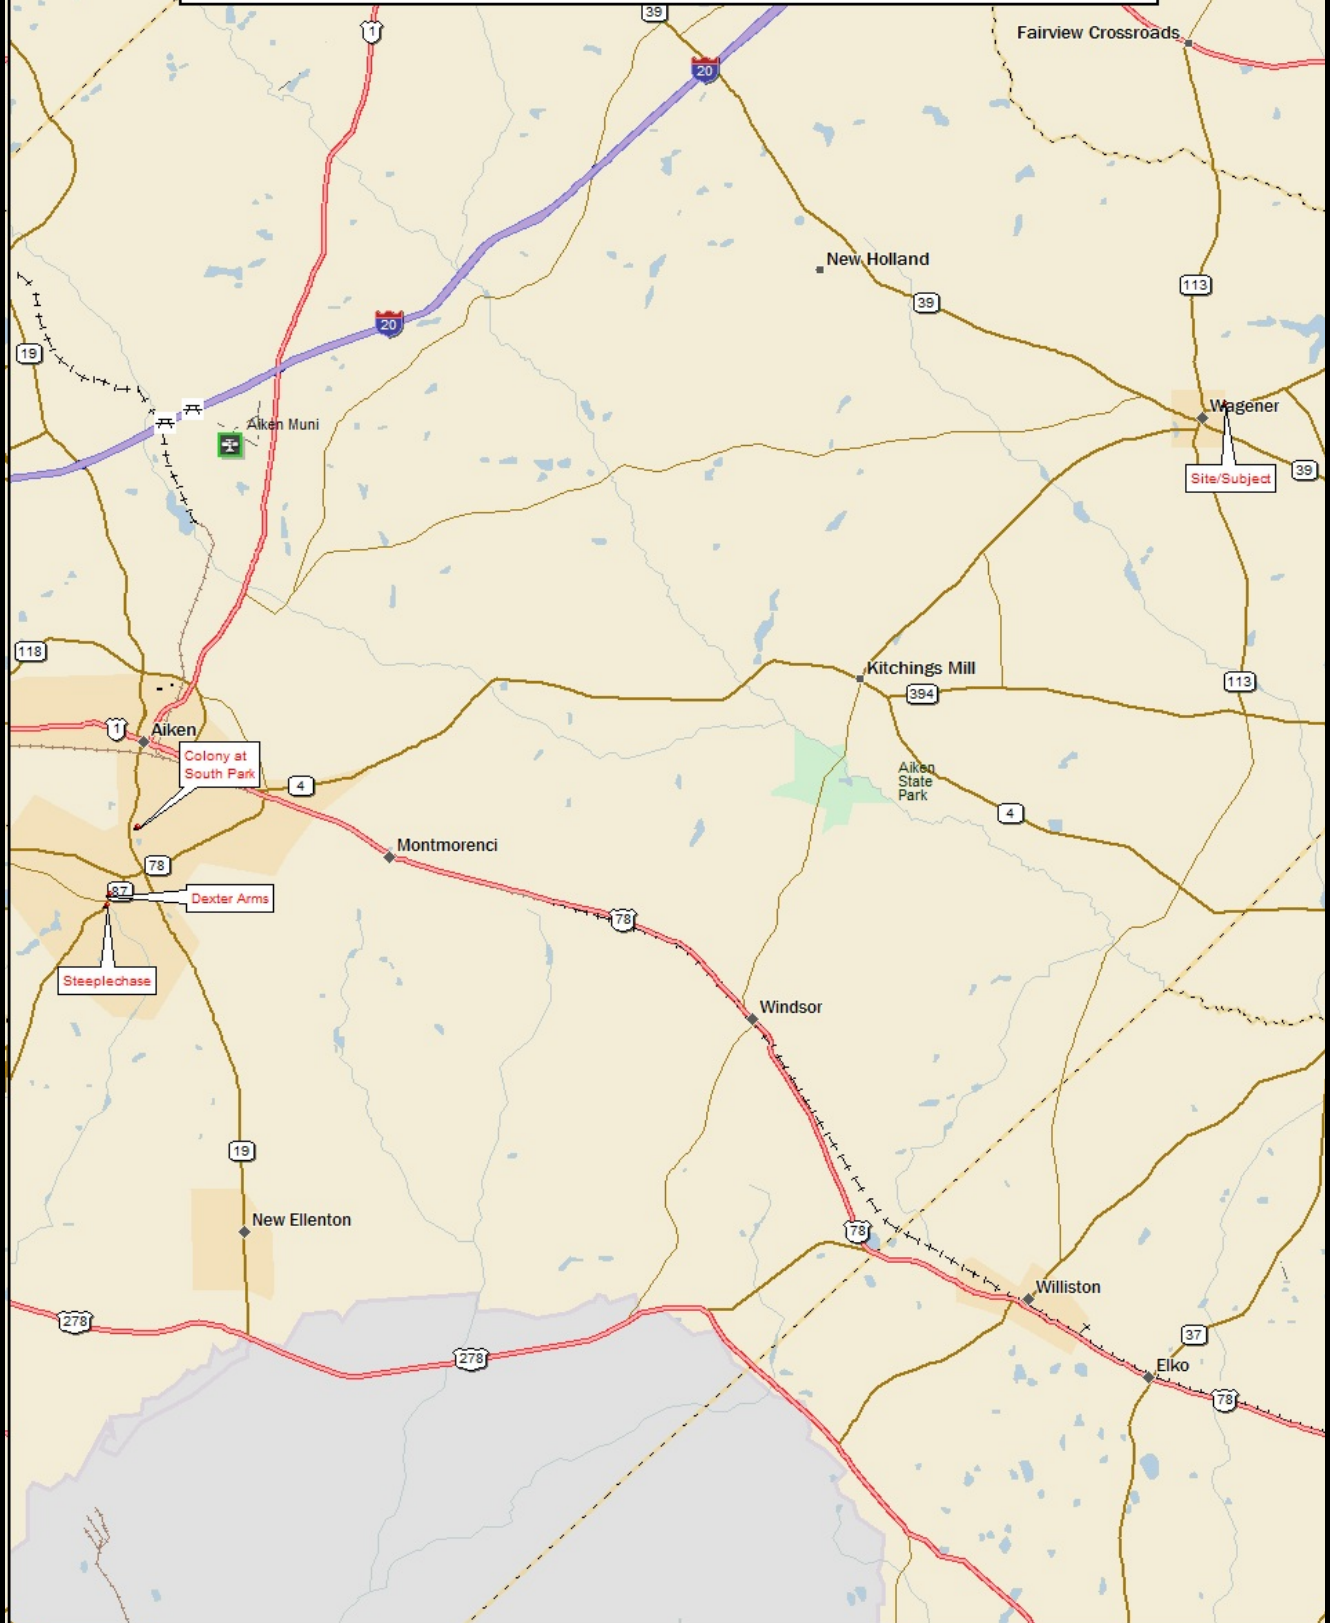 39
1
Fairview Crossroads
20
New Holland
113
39
20
19
Wagener
Aiken Muni
39
Site/Subject
118
Kitchings Mill
394
113
1
Aiken
Colony at
South Park
4
Aiken
State
Park
4
Montmorenci
78
87
Dexter Arms
78
Steeplechase
Windsor
19
New Ellenton
78
Williston
278
37
278
Elko
78